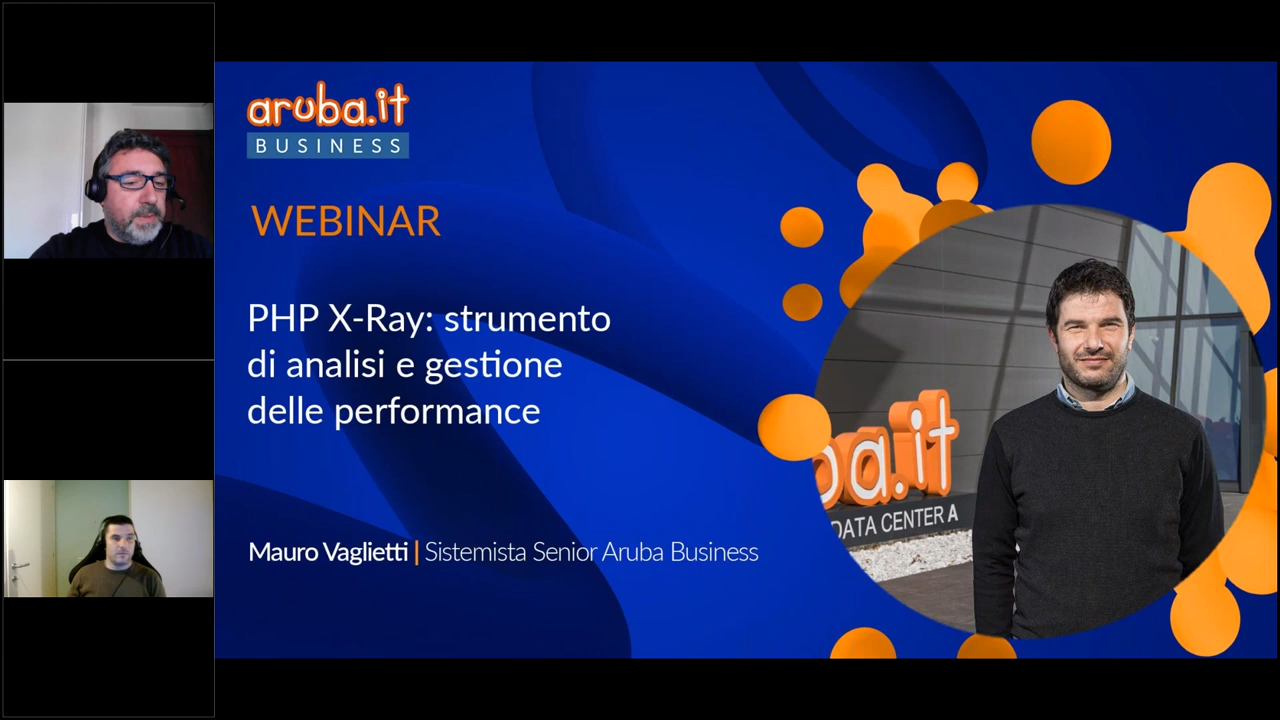 aruba.it
BUSINESS
WEBINAR
PHP X-Ray: strumento
di analisi e gestione
delle performance
Mauro Vaglietti | Sistemista Senior Aruba Business
ba.it
DATA CENTER A